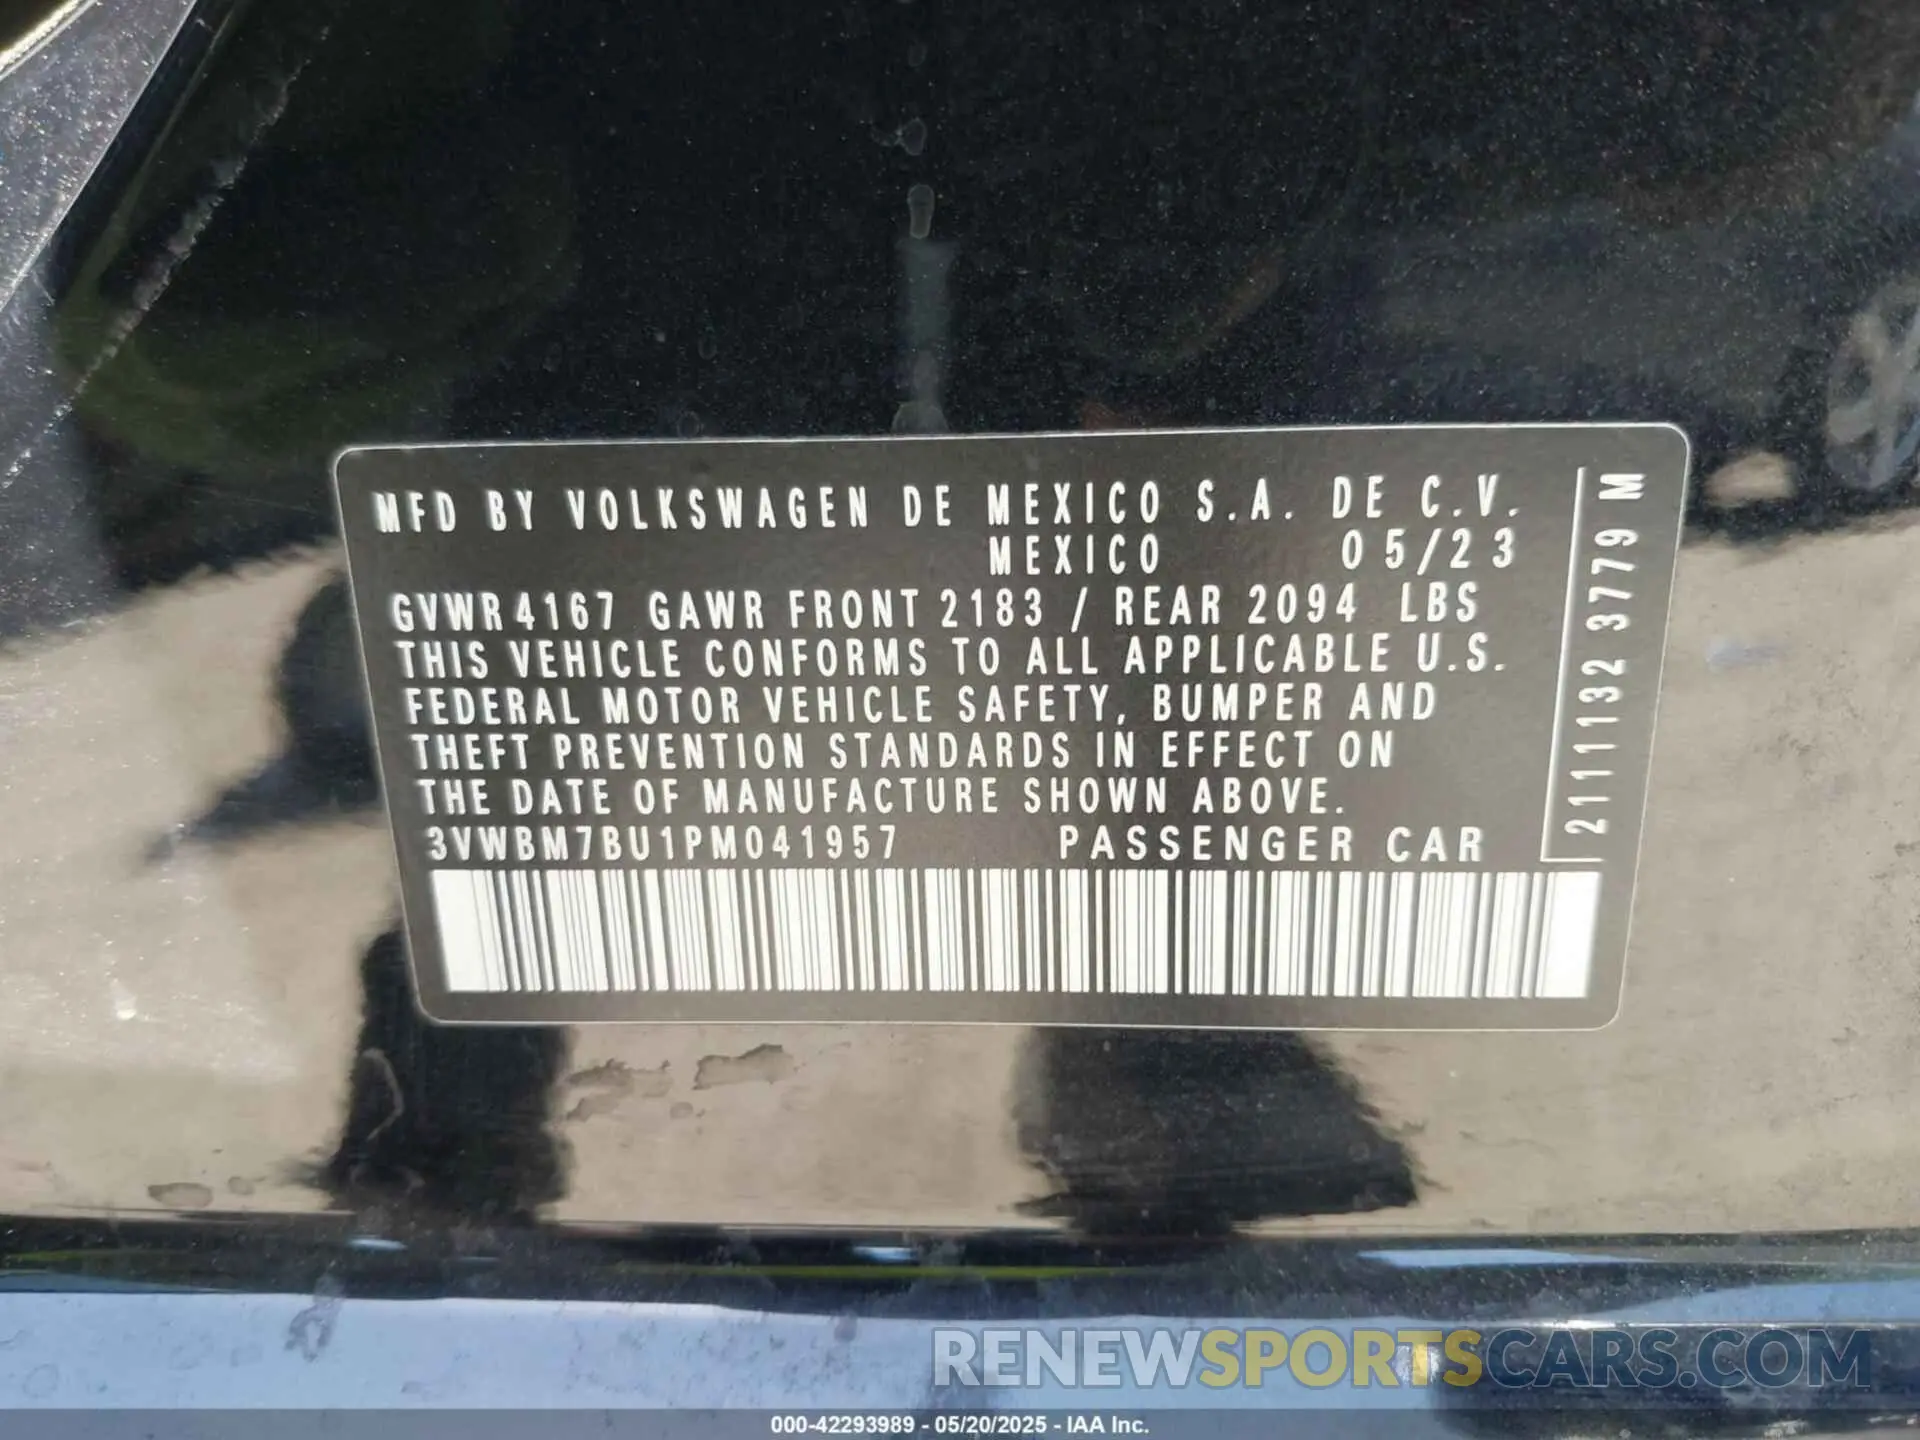 MFD BY VOLKSWAGEN DE MEXICO S.A. DE C.V.
MEXICO 05/23
GVWR 4167 GAWR FRONT 2183 / REAR 2094 LBS
THIS VEHICLE CONFORMS TO ALL APPLICABLE U.S.
FEDERAL MOTOR VEHICLE SAFETY, BUMPER AND
THEFT PREVENTION STANDARDS IN EFFECT ON
THE DATE OF MANUFACTURE SHOWN ABOVE.
3VWBM7BU1PM041957 PASSENGER CAR
2111132 3779 M
RENEWSPORTSCARS.COM
000-42293989 - 05/20/2025 - IAA Inc.